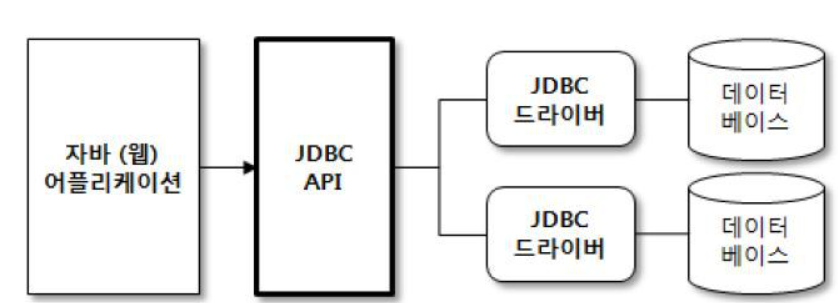 자바 (웹)
어플리케이션
JDBC
API
JDBC
드라이버
데이터
베이스
JDBC
드라이버
데이터
베이스